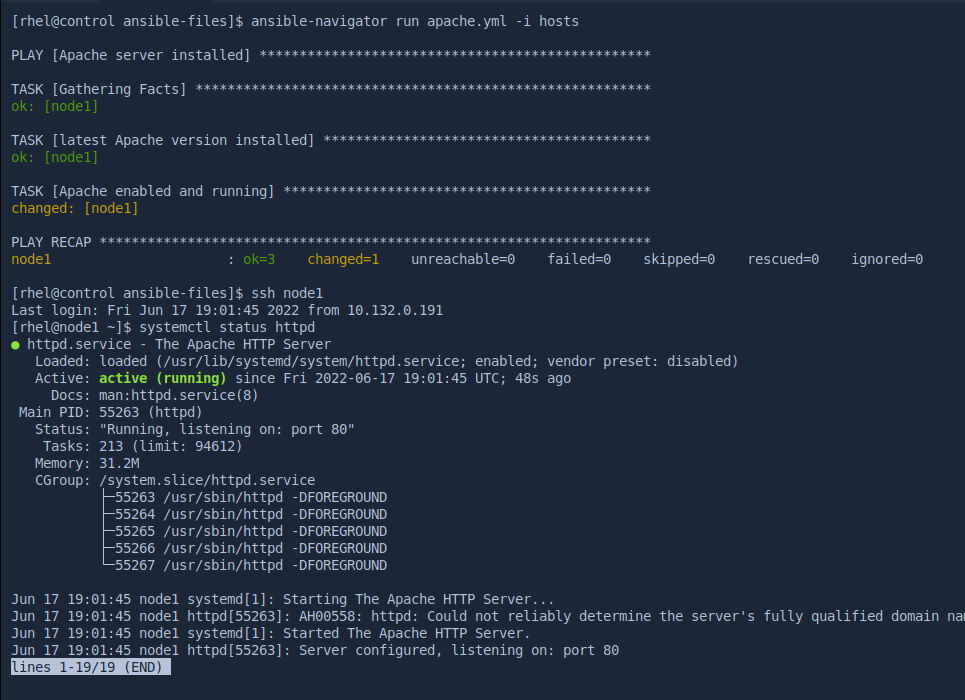 [rhel@control ansible-files]$ ansible-navigator run apache.yml -i hosts
PLAY [Apache server installed] *************************************************
TASK [Gathering Facts] *********************************************************
ok: [node1]
TASK [latest Apache version installed] *****************************************
ok: [node1]
TASK [Apache enabled and running] **********************************************
changed: [node1]
PLAY RECAP *********************************************************************
node1                      : ok=3    changed=1    unreachable=0    failed=0    skipped=0    rescued=0    ignored=0
[rhel@control ansible-files]$ ssh node1
Last login: Fri Jun 17 19:01:45 2022 from 10.132.0.191
[rhel@node1 ~]$ systemctl status httpd
● httpd.service - The Apache HTTP Server
Loaded: loaded (/usr/lib/systemd/system/httpd.service; enabled; vendor preset: disabled)
Active: active (running) since Fri 2022-06-17 19:01:45 UTC; 48s ago
Docs: man:httpd.service(8)
Main PID: 55263 (httpd)
Status: "Running, listening on: port 80"
Tasks: 213 (limit: 94612)
Memory: 31.2M
CGroup: /system.slice/httpd.service
├─55263 /usr/sbin/httpd -DFOREGROUND
├─55264 /usr/sbin/httpd -DFOREGROUND
├─55265 /usr/sbin/httpd -DFOREGROUND
├─55266 /usr/sbin/httpd -DFOREGROUND
└─55267 /usr/sbin/httpd -DFOREGROUND
Jun 17 19:01:45 node1 systemd[1]: Starting The Apache HTTP Server...
Jun 17 19:01:45 node1 httpd[55263]: AH00558: httpd: Could not reliably determine the server's fully qualified domain
Jun 17 19:01:45 node1 systemd[1]: Started The Apache HTTP Server.
Jun 17 19:01:45 node1 httpd[55263]: Server configured, listening on: port 80
lines 1-19/19 (END)